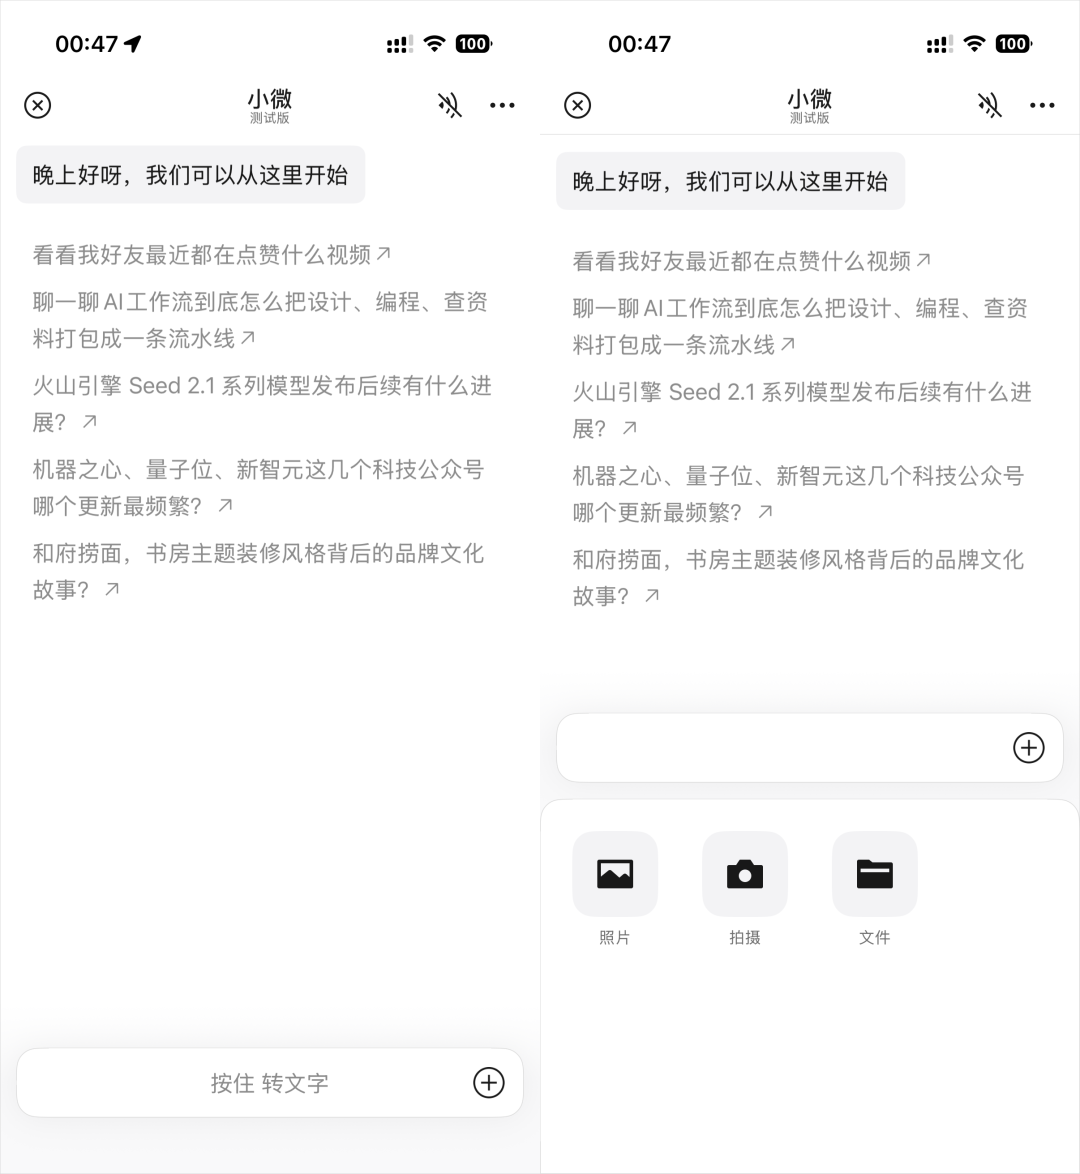 00:47
100
小微
测试版
晚上好呀，我们可以从这里开始
看看我好友最近都在点赞什么视频↗
聊一聊AI工作流到底怎么把设计、编程、查资
料打包成一条流水线↗
火山引擎 Seed 2.1 系列模型发布后续有什么进
展？ ↗
机器之心、量子位、新智元这几个科技公众号
哪个更新最频繁？ ↗
和府捞面，书房主题装修风格背后的品牌文化
故事？ ↗
按住 转文字
00:47
100
小微
测试版
晚上好呀，我们可以从这里开始
看看我好友最近都在点赞什么视频↗
聊一聊AI工作流到底怎么把设计、编程、查资
料打包成一条流水线↗
火山引擎 Seed 2.1 系列模型发布后续有什么进
展？ ↗
机器之心、量子位、新智元这几个科技公众号
哪个更新最频繁？ ↗
和府捞面，书房主题装修风格背后的品牌文化
故事？ ↗
照片
拍摄
文件